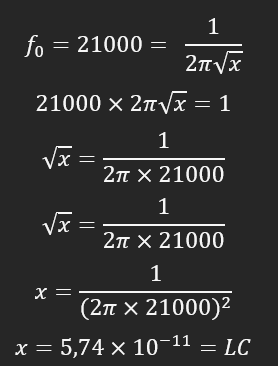 f₀ = 21000 = 1 / (2π√x)
21000 × 2π√x = 1
√x = 1 / (2π × 21000)
√x = 1 / (2π × 21000)
x = 1 / (2π × 21000)²
x = 5,74 × 10⁻¹¹ = LC